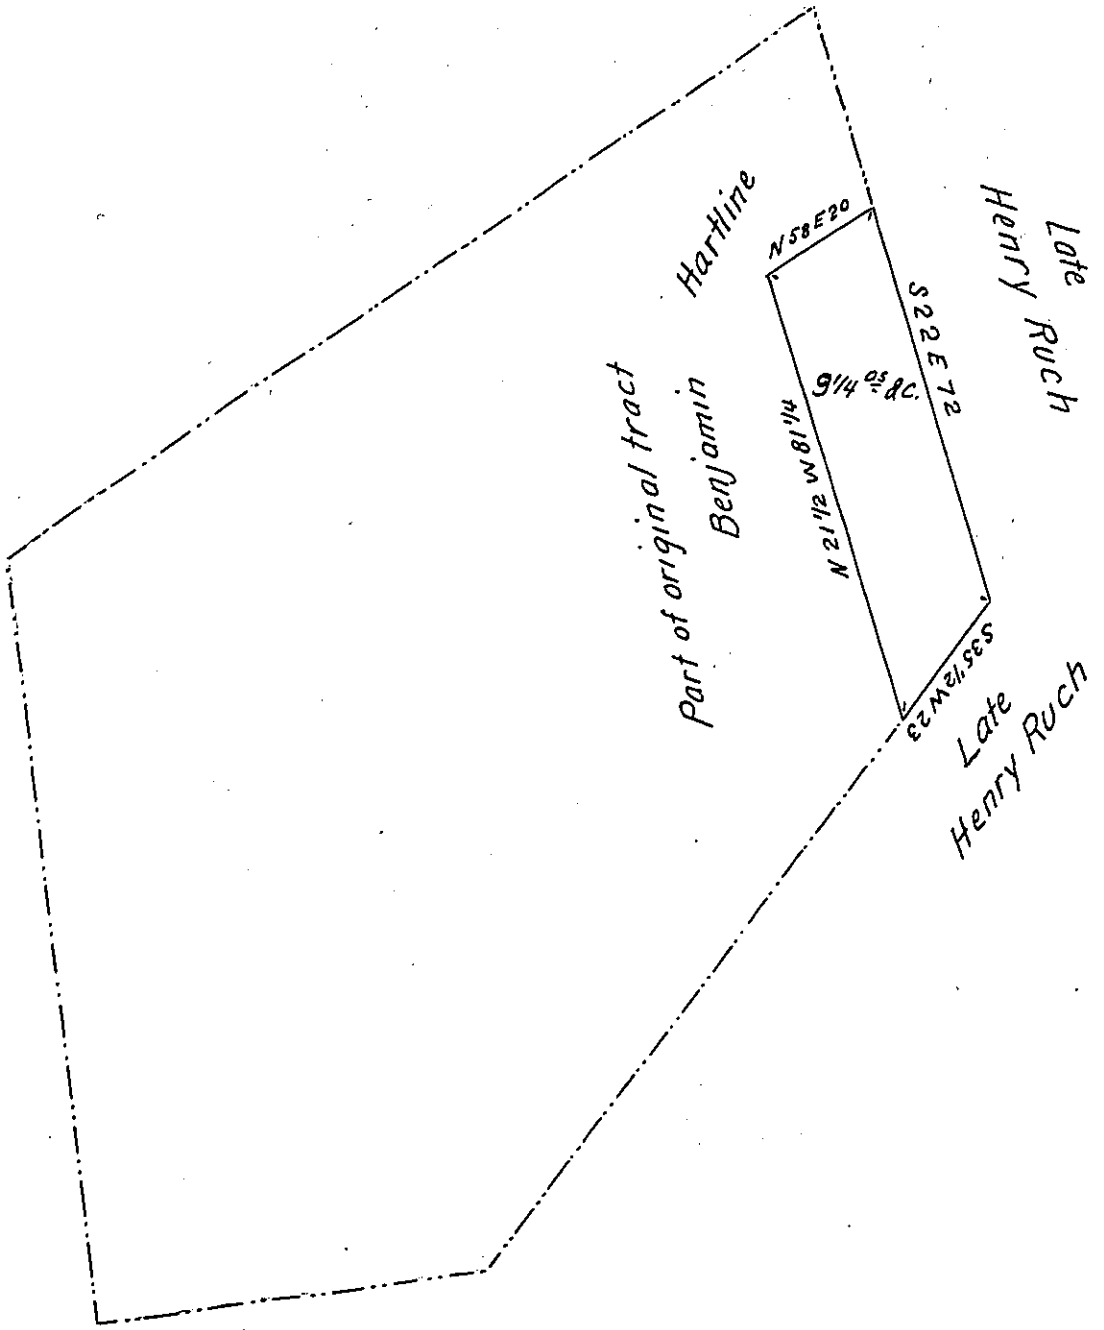 Late
Henry Ruch
Hartline
N 58 E 20
S 22 E 72
9 1/4 as &c.
N 21 1/2 W 81 1/4
Part of original tract
Benjamin
S 35 1/2 W 23
Late
Henry Ruch